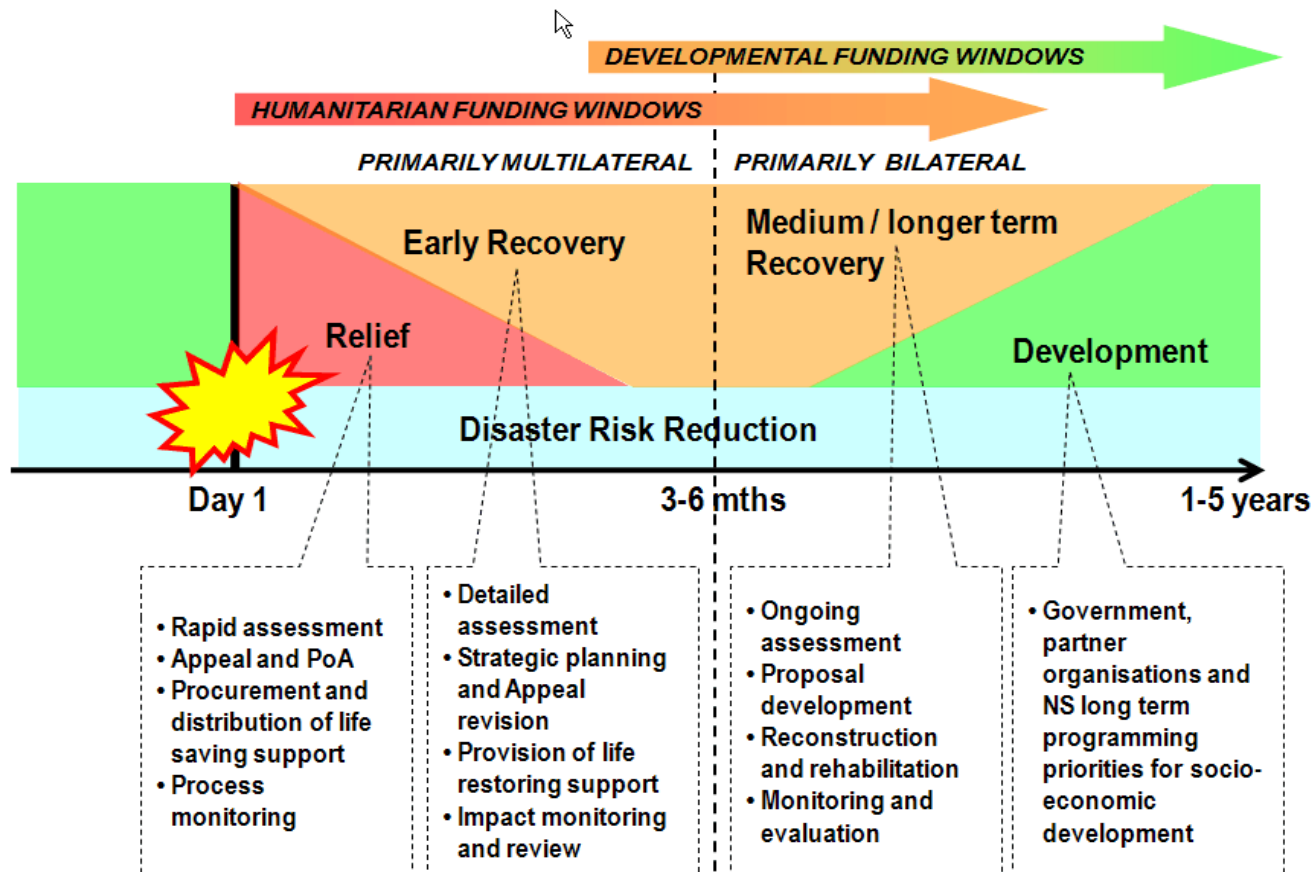 DEVELOPMENTAL FUNDING WINDOWS
HUMANITARIAN FUNDING WINDOWS
PRIMARILY MULTILATERAL
PRIMARILY BILATERAL
Early Recovery
Medium / longer term
Recovery
Relief
Development
Disaster Risk Reduction
Day 1
3-6 mths
1-5 years
• Rapid assessment
• Appeal and PoA
• Procurement and
distribution of life
saving support
• Process
monitoring
• Detailed
assessment
• Strategic planning
and Appeal
revision
• Provision of life
restoring support
• Impact monitoring
and review
• Ongoing
assessment
• Proposal
development
• Reconstruction
and rehabilitation
• Monitoring and
evaluation
• Government,
partner
organisations and
NS long term
programming
priorities for socio-
economic
development